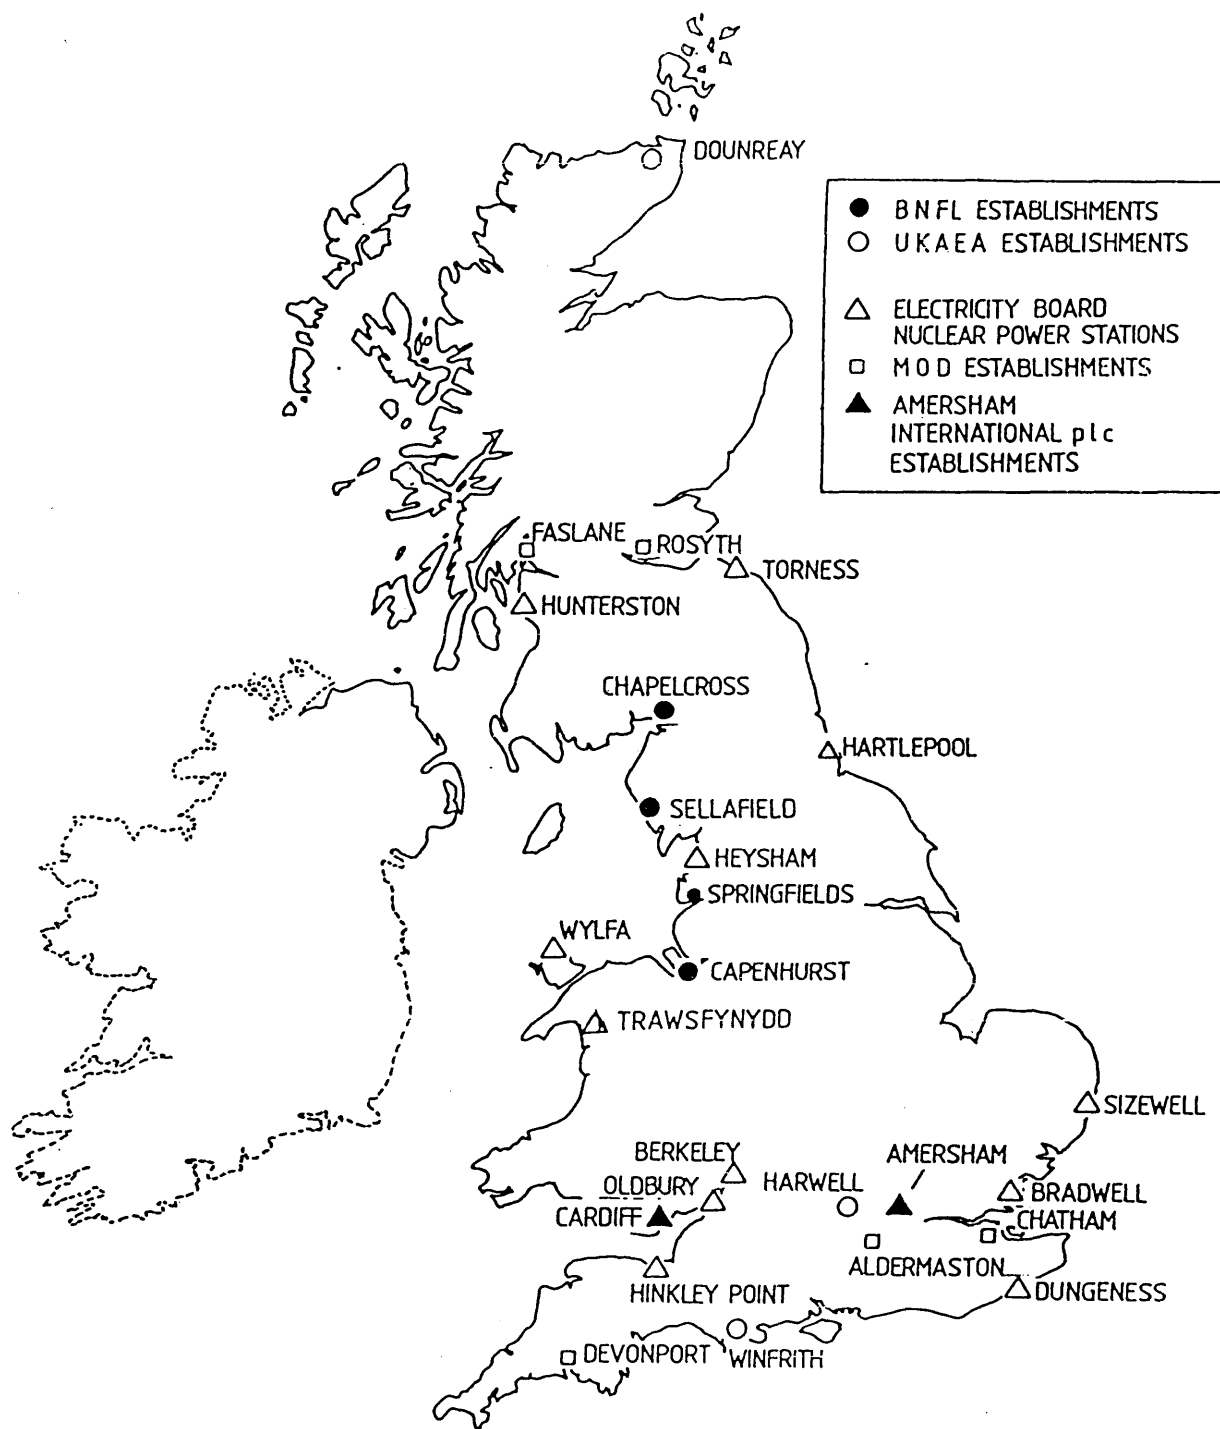 DOUNREAY
BNFL ESTABLISHMENTS
UKAEA ESTABLISHMENTS
ELECTRICITY BOARD
NUCLEAR POWER STATIONS
MOD ESTABLISHMENTS
AMERSHAM
INTERNATIONAL plc
ESTABLISHMENTS
FASLANE
ROSYTH
TORNESS
HUNTERSTON
CHAPELCROSS
HARTLEPOOL
SELLAFIELD
HEYSHAM
SPRINGFIELDS
WYLFA
CAPENHURST
TRAWSFYNYDD
SIZEWELL
BERKELEY
AMERSHAM
OLDBURY
HARWELL
BRADWELL
CARDIFF
CHATHAM
ALDERMASTON
HINKLEY POINT
DUNGENESS
DEVONPORT
WINFRITH